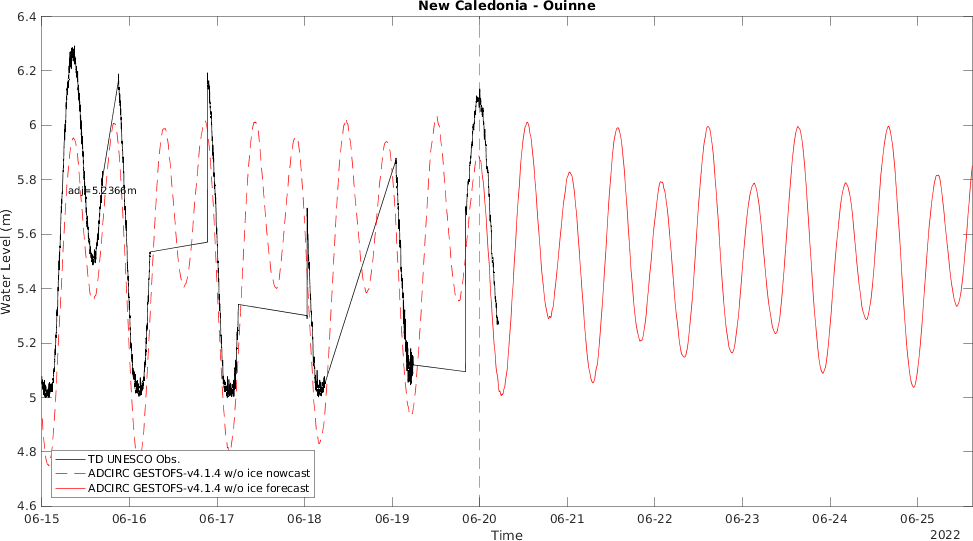 New Caledonia - Ouinne
6.4
6.2
6
5.8
5.6
5.4
5.2
5
4.8
4.6
Water Level (m)
adj=5.2366m
TD UNESCO Obs.
ADCIRC GESTOFS-v4.1.4 w/o ice nowcast
ADCIRC GESTOFS-v4.1.4 w/o ice forecast
06-15 06-16 06-17 06-18 06-19 06-20 06-21 06-22 06-23 06-24 06-25
Time
2022